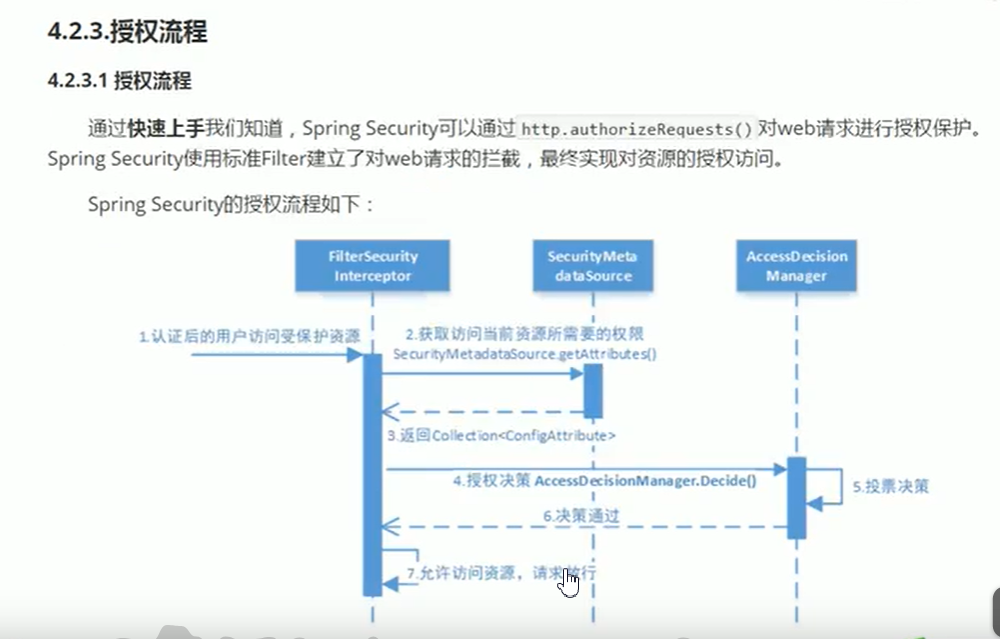 4.2.3.授权流程
4.2.3.1 授权流程
通过快速上手我们知道，Spring Security可以通过 http.authorizeRequests() 对web请求进行授权保护。
Spring Security使用标准Filter建立了对web请求的拦截，最终实现对资源的授权访问。
Spring Security的授权流程如下：
FilterSecurity
Interceptor
SecurityMeta
dataSource
AccessDecision
Manager
1.认证后的用户访问受保护资源
2.获取访问当前资源所需要的权限
SecurityMetadataSource.getAttributes()
3.返回Collection<ConfigAttribute>
4.授权决策 AccessDecisionManager.Decide()
5.投票决策
6.决策通过
7.允许访问资源，请求放行